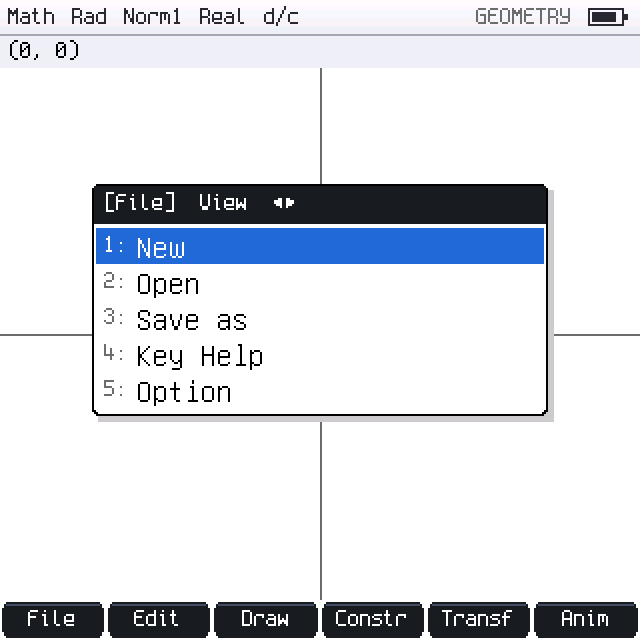 Math Rad Norm1 Real d/c GEOMETRY
(0, 0)
[File] View ◂▸
1: New
2: Open
3: Save as
4: Key Help
5: Option
File Edit Draw Constr Transf Anim